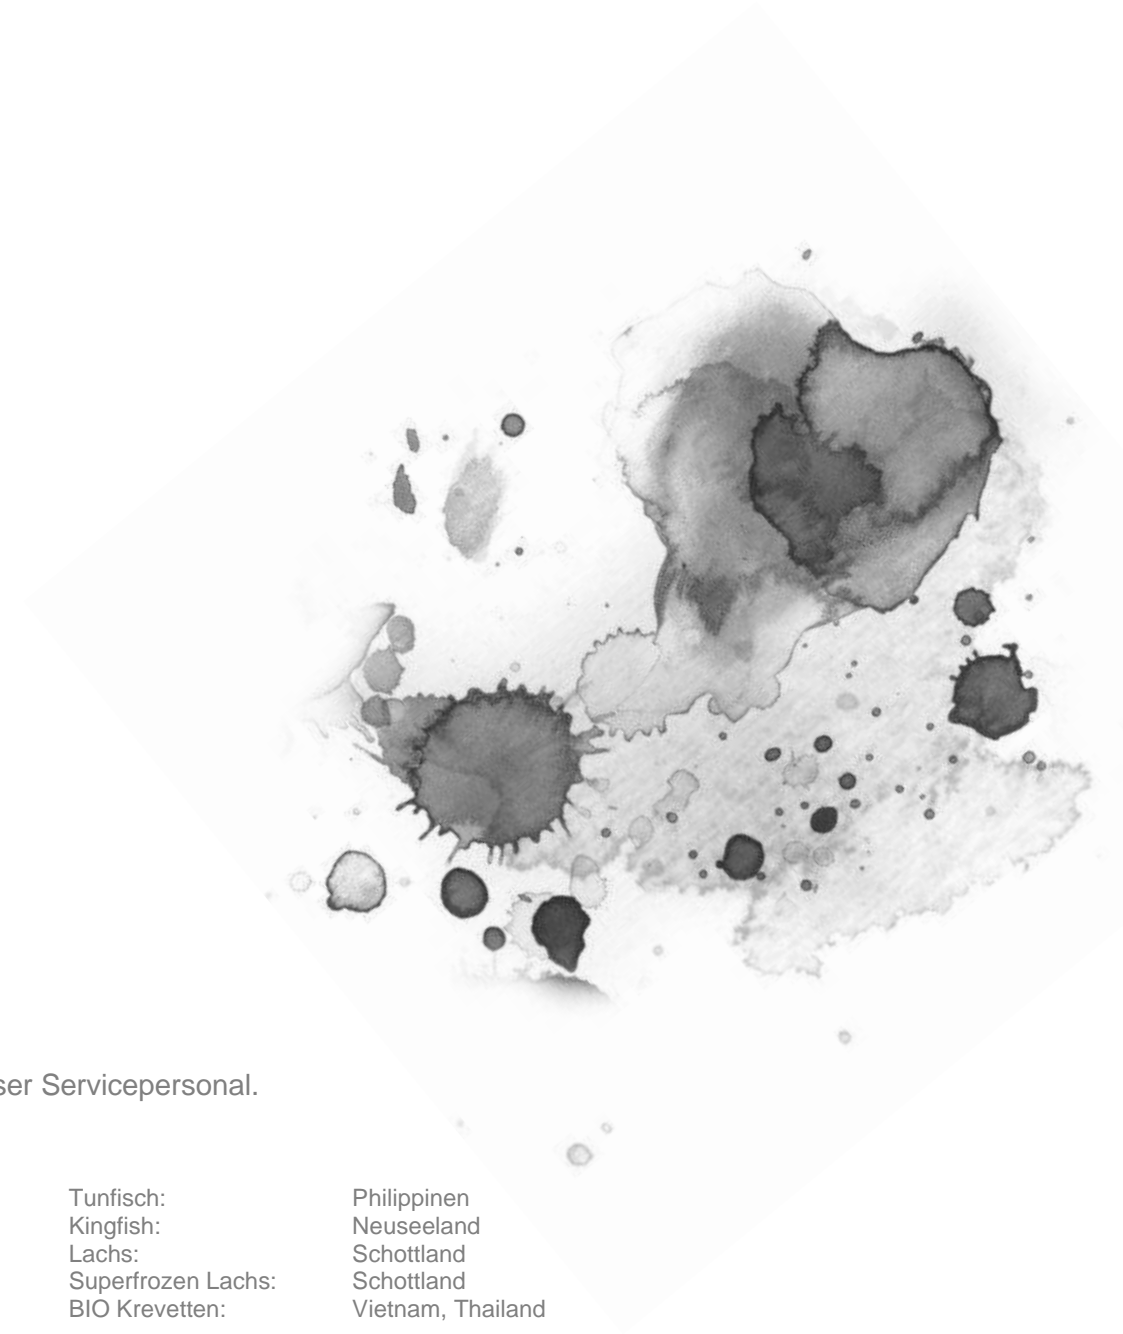 ser Servicepersonal.
Tunfisch: Philippinen
Kingfish: Neuseeland
Lachs: Schottland
Superfrozen Lachs: Schottland
BIO Krevetten: Vietnam, Thailand